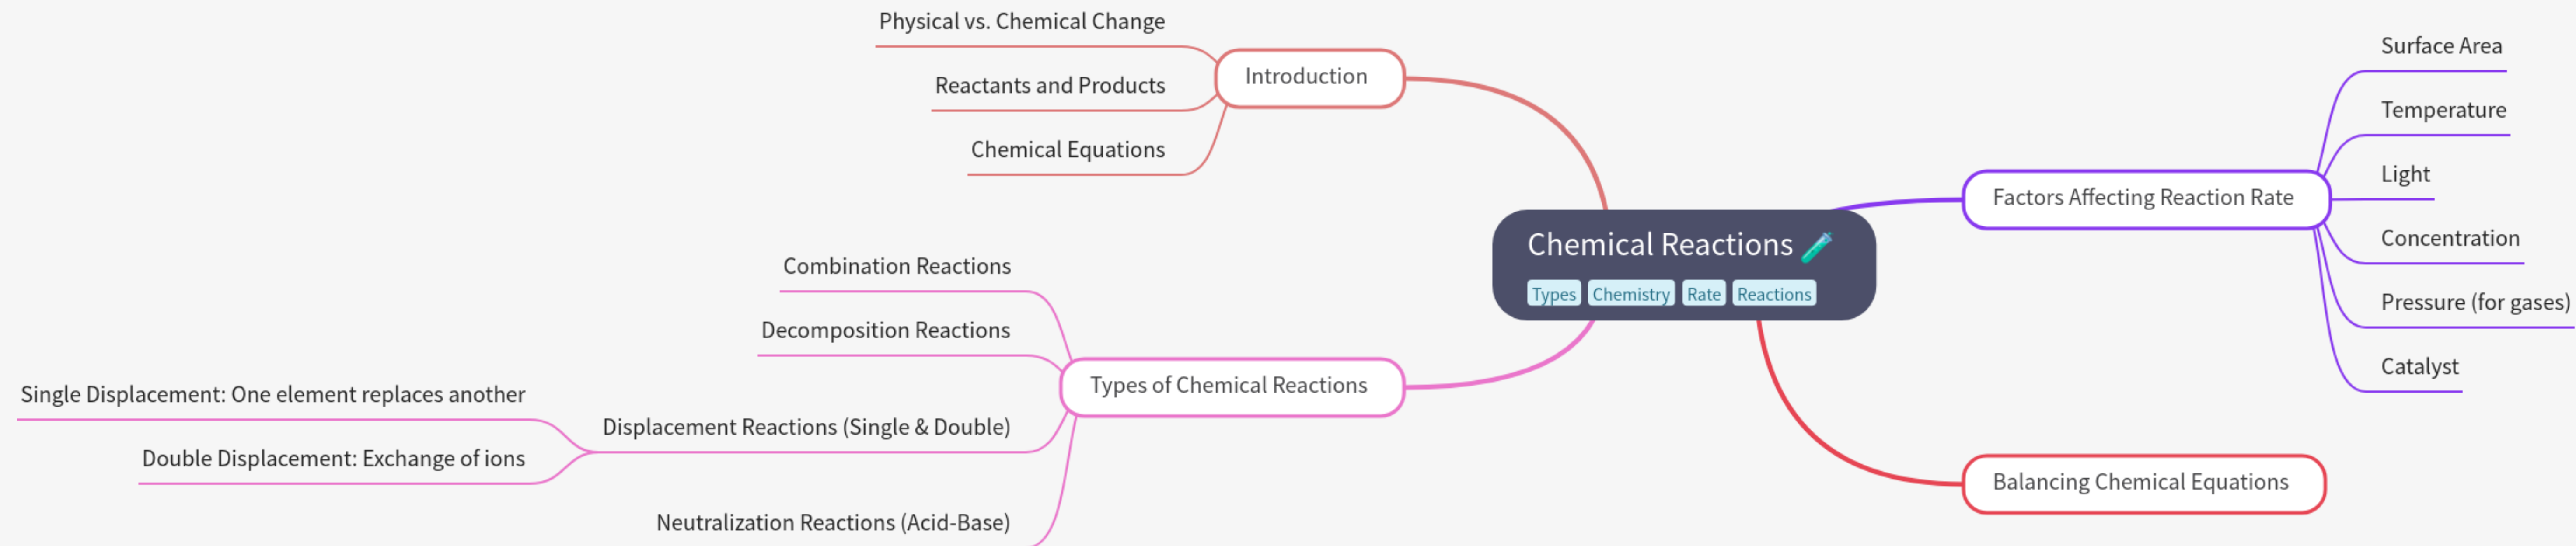 Physical vs. Chemical Change
Reactants and Products
Chemical Equations
Introduction
Combination Reactions
Decomposition Reactions
Single Displacement: One element replaces another
Double Displacement: Exchange of ions
Displacement Reactions (Single & Double)
Neutralization Reactions (Acid-Base)
Types of Chemical Reactions
Chemical Reactions 🧪
Types Chemistry Rate Reactions
Factors Affecting Reaction Rate
Surface Area
Temperature
Light
Concentration
Pressure (for gases)
Catalyst
Balancing Chemical Equations